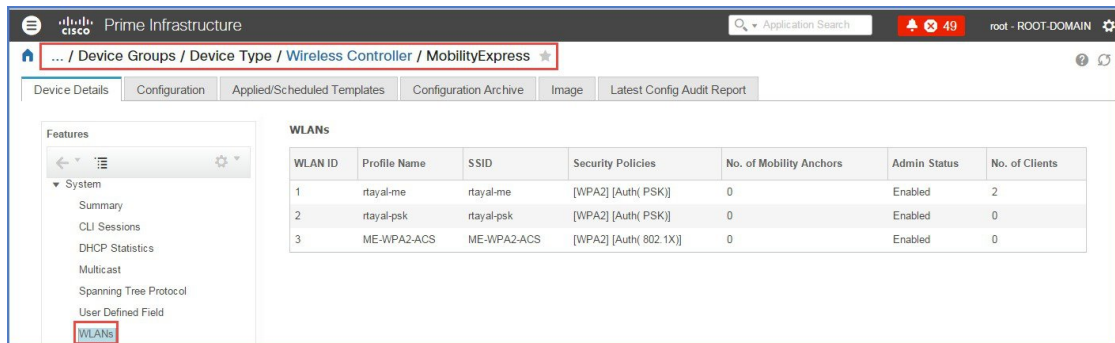 cisco Prime Infrastructure Application Search 49 root - ROOT-DOMAIN
... / Device Groups / Device Type / Wireless Controller / MobilityExpress
Device Details Configuration Applied/Scheduled Templates Configuration Archive Image Latest Config Audit Report
Features
System
Summary
CLI Sessions
DHCP Statistics
Multicast
Spanning Tree Protocol
User Defined Field
WLANs
WLANs
WLAN ID Profile Name SSID Security Policies No. of Mobility Anchors Admin Status No. of Clients
1 rtayal-me rtayal-me [WPA2] [Auth( PSK)] 0 Enabled 2
2 rtayal-psk rtayal-psk [WPA2] [Auth( PSK)] 0 Enabled 0
3 ME-WPA2-ACS ME-WPA2-ACS [WPA2] [Auth( 802.1X)] 0 Enabled 0